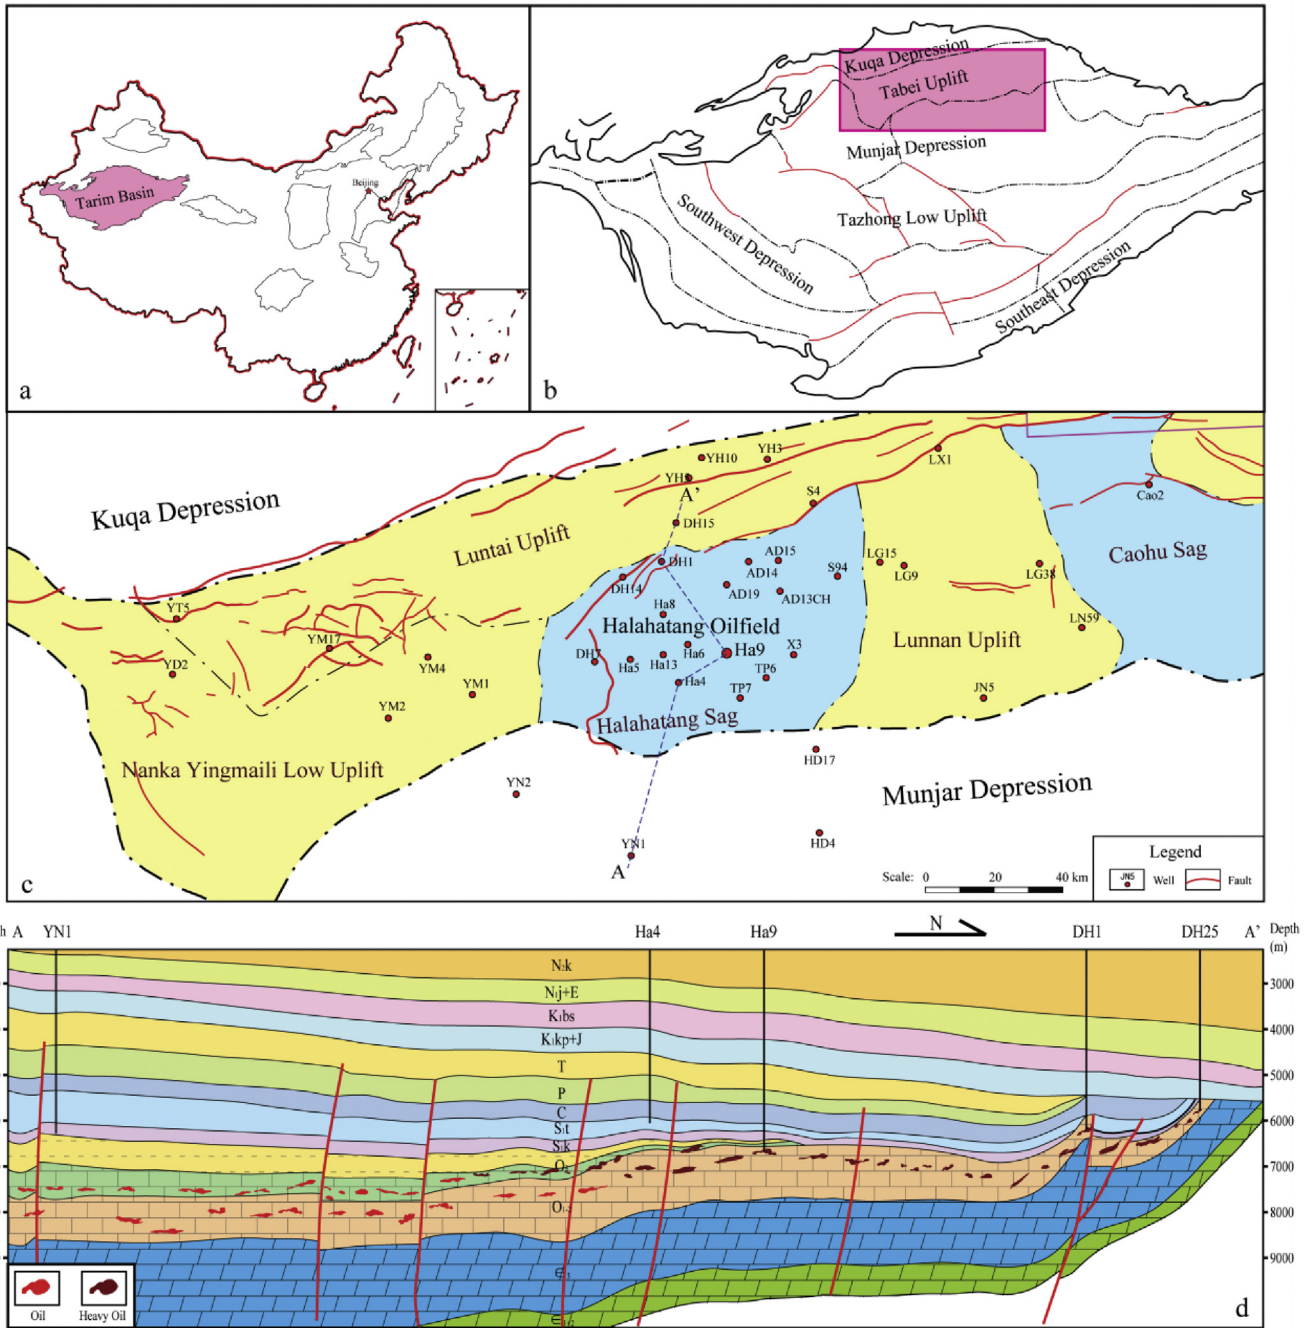 Tarim Basin
Beijing
a
Kuqa Depression
Tabei Uplift
Munjar Depression
Tazhong Low Uplift
Southwest Depression
Southeast Depression
b
Kuqa Depression
Luntai Uplift
YH10
YH3
LX1
A'
S4
DH15
Cao2
Caohu Sag
DH1
AD15
AD14
DH14
AD19
S94
AD13CH
LG15
LG9
LG38
YT5
Ha8
Halahatang Oilfield
LN59
Lunnan Uplift
YM17
YD2
YM4
DH7
Ha5
Ha13
Ha6
Ha9
X3
YM1
Ha4
TP6
TP7
JN5
YM2
Halahatang Sag
Nanka Yingmaili Low Uplift
HD17
YN2
Munjar Depression
YN1
HD4
A
c
Scale: 0 20 40 km
Legend
JN5 Well Fault
h A YN1 Ha4 Ha9 N DH1 DH25 A' Depth
(m)
N₂k
3000
N₁j+E
K₁bs
4000
K₁kp+J
T
5000
P
C
6000
S₁t
S₁k
7000
8000
9000
Oil Heavy Oil
d